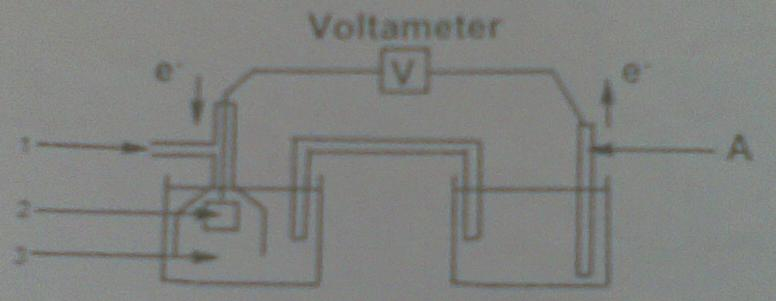 Voltameter
e⁻ V e⁻
1 A
2
3